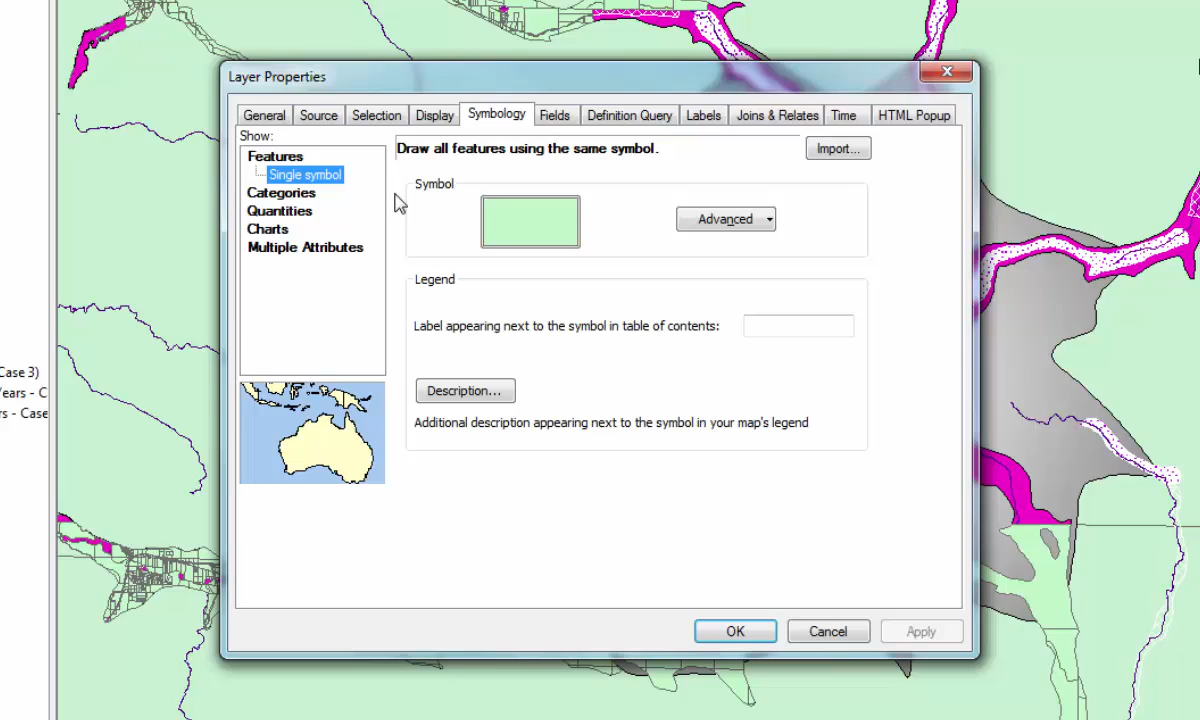 Layer Properties
General Source Selection Display Symbology Fields Definition Query Labels Joins & Relates Time HTML Popup
Show:
Features
Single symbol
Categories
Quantities
Charts
Multiple Attributes
Draw all features using the same symbol.
Import...
Symbol
Advanced
Legend
Label appearing next to the symbol in table of contents:
Description...
Additional description appearing next to the symbol in your map's legend
Case 3)
Years - C
rs - Case
OK Cancel Apply